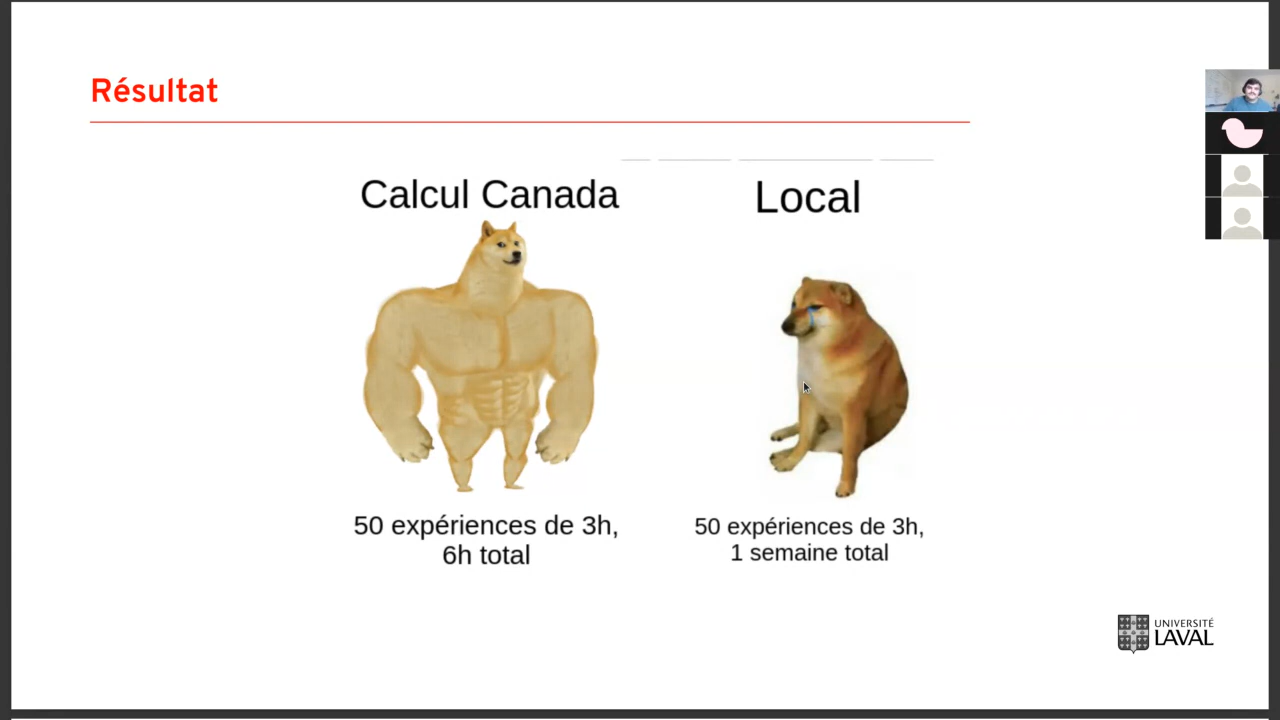 Résultat
Calcul Canada
Local
50 expériences de 3h,
6h total
50 expériences de 3h,
1 semaine total
UNIVERSITÉ
LAVAL